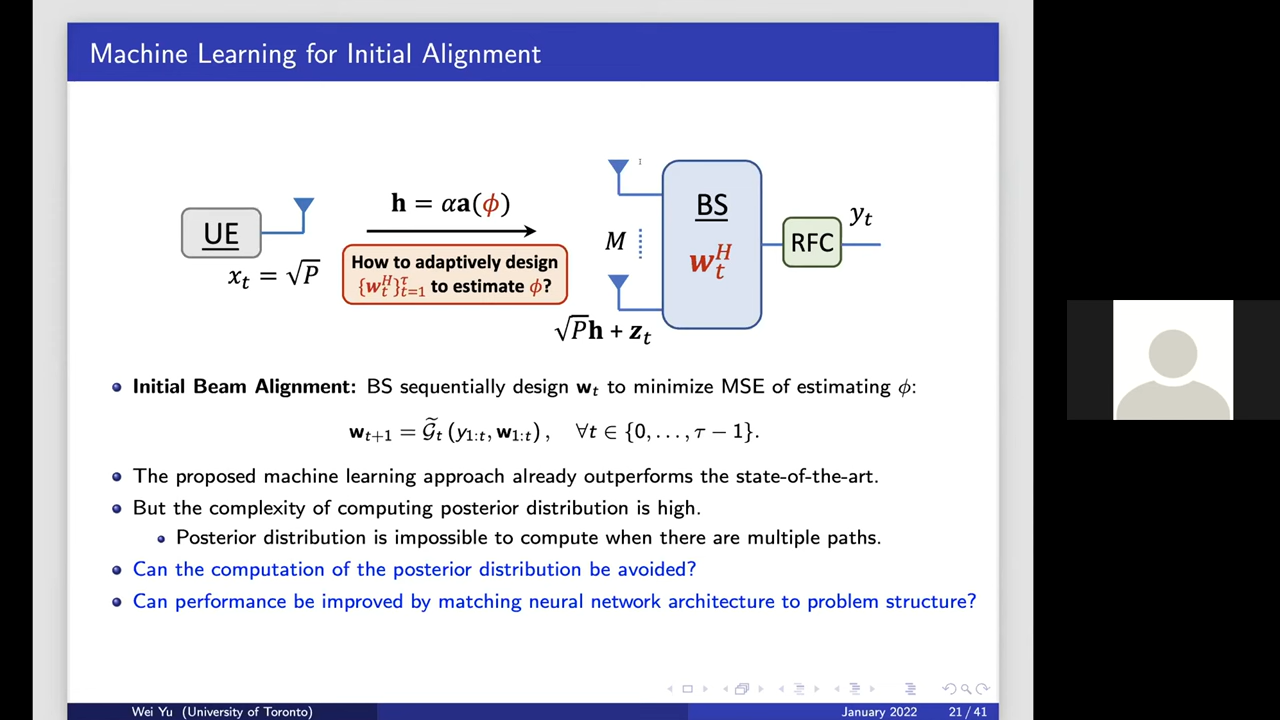 Machine Learning for Initial Alignment
UE
x_t = √P
h = αa(ϕ)
How to adaptively design
{w_t^H}_{t=1}^τ to estimate ϕ?
M
√Ph + z_t
BS
w_t^H
RFC
y_t
Initial Beam Alignment: BS sequentially design w_t to minimize MSE of estimating ϕ:
w_{t+1} = G̃_t (y_{1:t}, w_{1:t}), ∀t ∈ {0, . . . , τ − 1}.
The proposed machine learning approach already outperforms the state-of-the-art.
But the complexity of computing posterior distribution is high.
Posterior distribution is impossible to compute when there are multiple paths.
Can the computation of the posterior distribution be avoided?
Can performance be improved by matching neural network architecture to problem structure?
Wei Yu (University of Toronto) January 2022 21 / 41